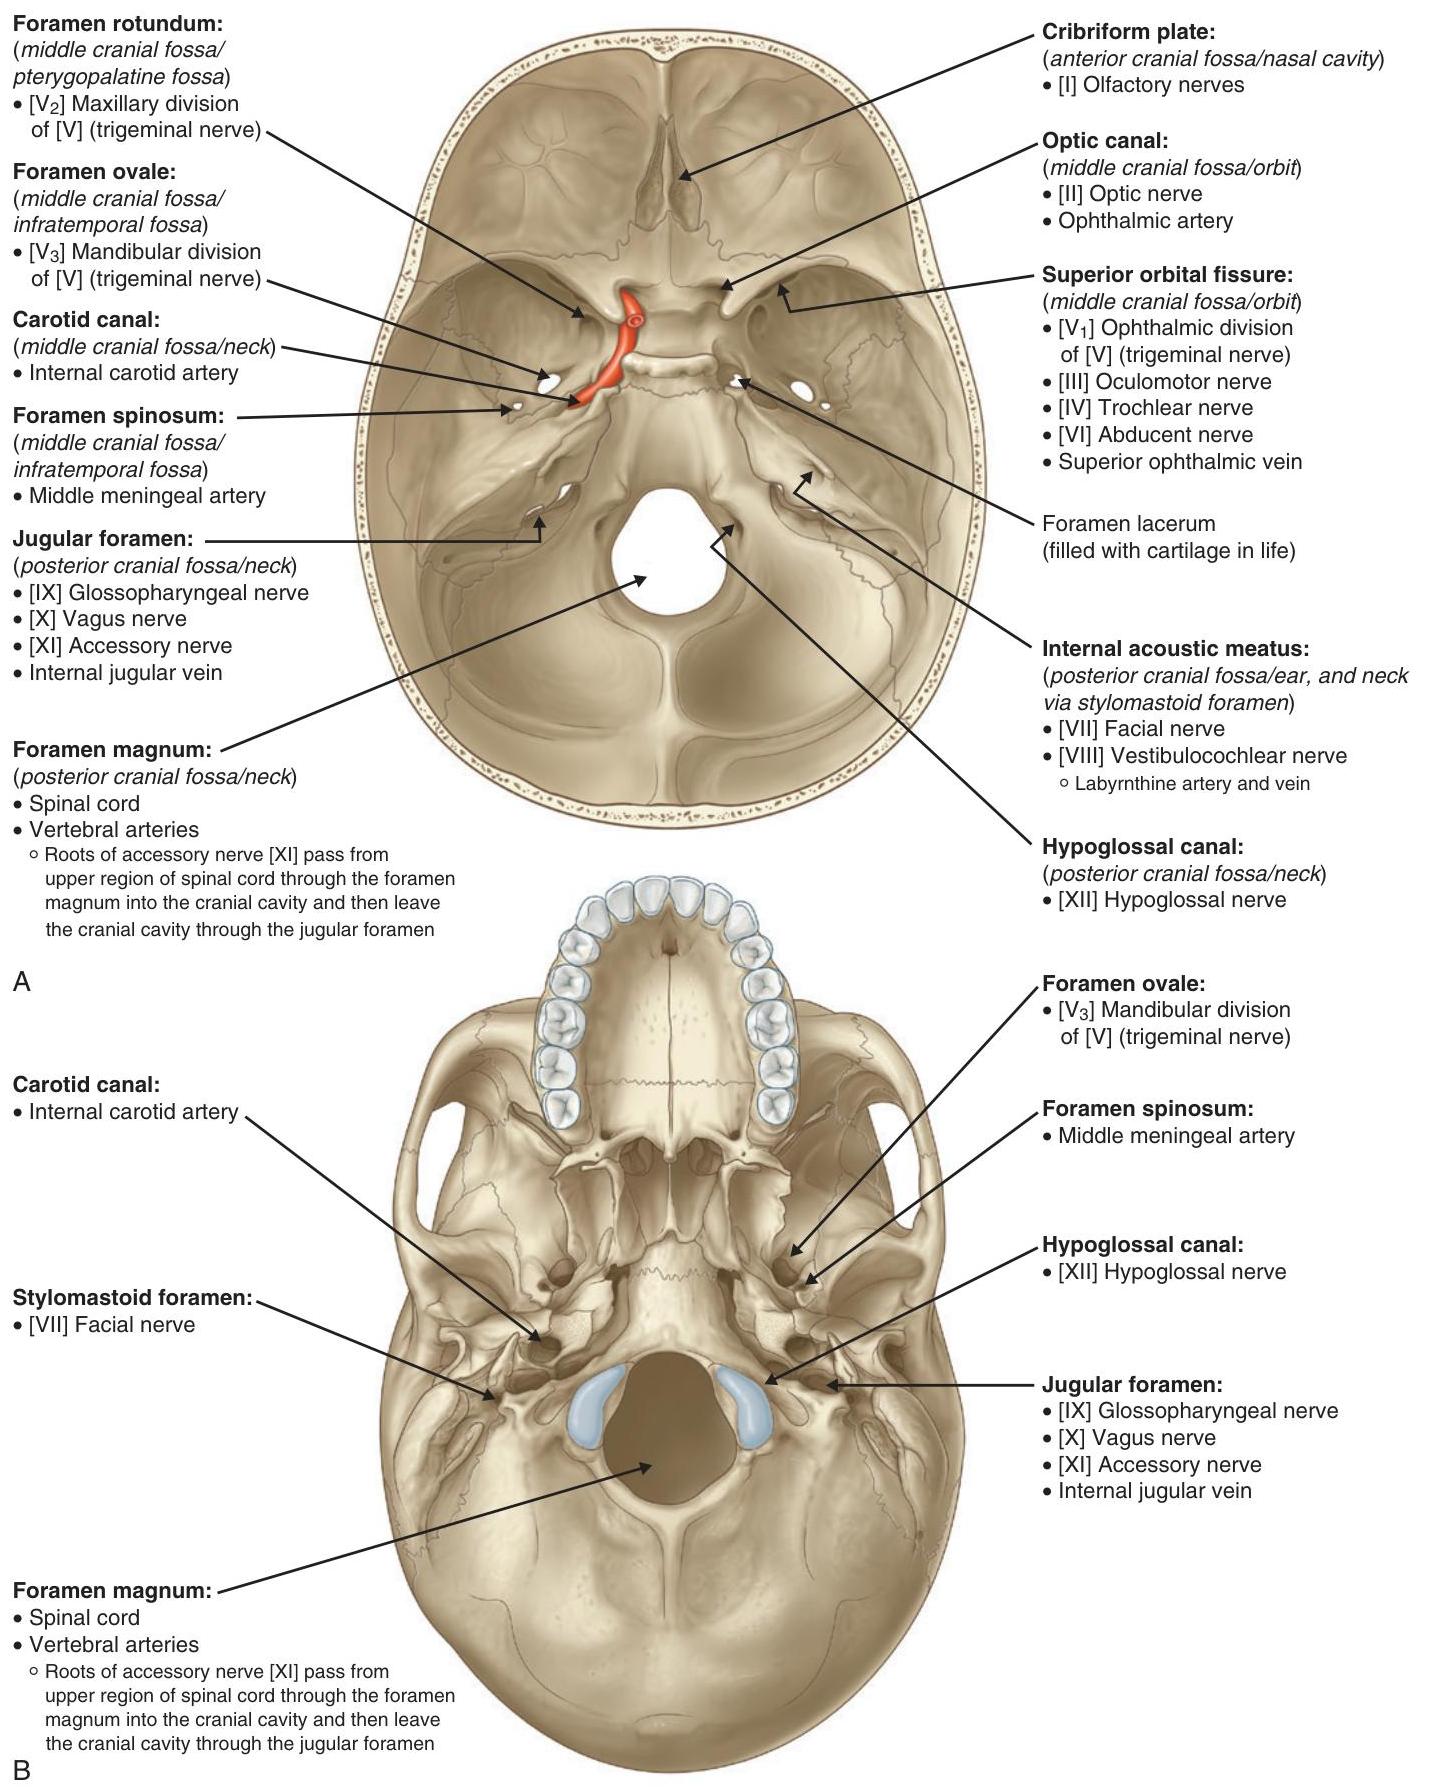 Foramen rotundum:
(middle cranial fossa/
pterygopalatine fossa)
• [V2] Maxillary division
of [V] (trigeminal nerve)
Foramen ovale:
(middle cranial fossa/
infratemporal fossa)
• [V3] Mandibular division
of [V] (trigeminal nerve)
Carotid canal:
(middle cranial fossa/neck)
• Internal carotid artery
Foramen spinosum:
(middle cranial fossa/
infratemporal fossa)
• Middle meningeal artery
Jugular foramen:
(posterior cranial fossa/neck)
• [IX] Glossopharyngeal nerve
• [X] Vagus nerve
• [XI] Accessory nerve
• Internal jugular vein
Foramen magnum:
(posterior cranial fossa/neck)
• Spinal cord
• Vertebral arteries
○ Roots of accessory nerve [XI] pass from
upper region of spinal cord through the foramen
magnum into the cranial cavity and then leave
the cranial cavity through the jugular foramen
A
Cribriform plate:
(anterior cranial fossa/nasal cavity)
• [I] Olfactory nerves
Optic canal:
(middle cranial fossa/orbit)
• [II] Optic nerve
• Ophthalmic artery
Superior orbital fissure:
(middle cranial fossa/orbit)
• [V1] Ophthalmic division
of [V] (trigeminal nerve)
• [III] Oculomotor nerve
• [IV] Trochlear nerve
• [VI] Abducent nerve
• Superior ophthalmic vein
Foramen lacerum
(filled with cartilage in life)
Internal acoustic meatus:
(posterior cranial fossa/ear, and neck
via stylomastoid foramen)
• [VII] Facial nerve
• [VIII] Vestibulocochlear nerve
○ Labyrnthine artery and vein
Hypoglossal canal:
(posterior cranial fossa/neck)
• [XII] Hypoglossal nerve
Carotid canal:
• Internal carotid artery
Stylomastoid foramen:
• [VII] Facial nerve
Foramen magnum:
• Spinal cord
• Vertebral arteries
○ Roots of accessory nerve [XI] pass from
upper region of spinal cord through the foramen
magnum into the cranial cavity and then leave
the cranial cavity through the jugular foramen
B
Foramen ovale:
• [V3] Mandibular division
of [V] (trigeminal nerve)
Foramen spinosum:
• Middle meningeal artery
Hypoglossal canal:
• [XII] Hypoglossal nerve
Jugular foramen:
• [IX] Glossopharyngeal nerve
• [X] Vagus nerve
• [XI] Accessory nerve
• Internal jugular vein